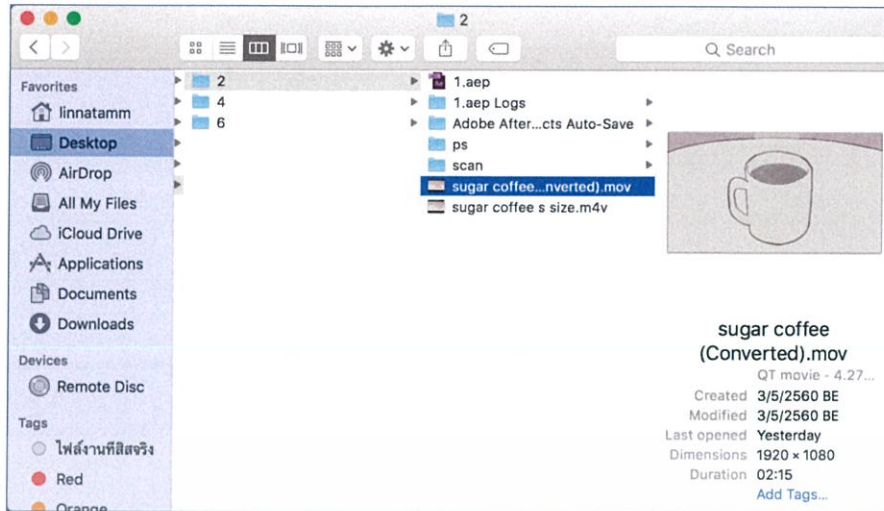 2
Search
Favorites
linnatamm
Desktop
AirDrop
All My Files
iCloud Drive
Applications
Documents
Downloads
Devices
Remote Disc
Tags
ไฟล์งานทีสิสจริง
Red
Orange
2
4
6
1.aep
1.aep Logs
Adobe After...cts Auto-Save
ps
scan
sugar coffee...nverted).mov
sugar coffee s size.m4v
sugar coffee
(Converted).mov
QT movie - 4.27...
Created 3/5/2560 BE
Modified 3/5/2560 BE
Last opened Yesterday
Dimensions 1920 × 1080
Duration 02:15
Add Tags...